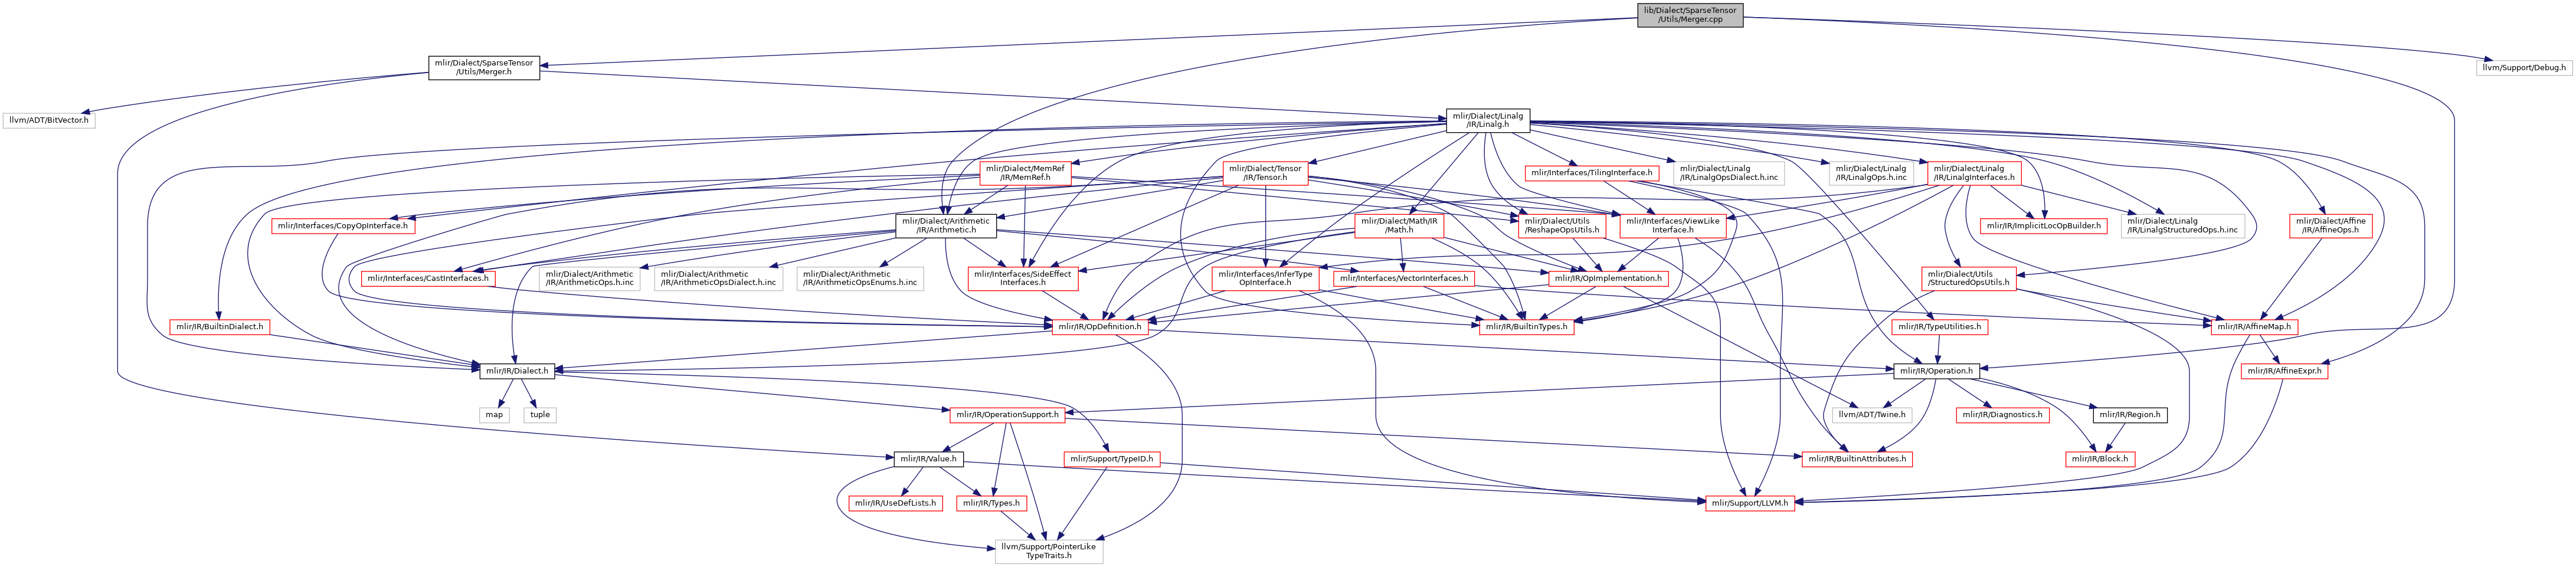 lib/Dialect/SparseTensor
/Utils/Merger.cpp
mlir/Dialect/SparseTensor
/Utils/Merger.h
llvm/Support/Debug.h
llvm/ADT/BitVector.h
mlir/Dialect/Linalg
/IR/Linalg.h
mlir/Dialect/MemRef
/IR/MemRef.h
mlir/Dialect/Tensor
/IR/Tensor.h
mlir/Interfaces/TilingInterface.h
mlir/Dialect/Linalg
/IR/LinalgOpsDialect.h.inc
mlir/Dialect/Linalg
/IR/LinalgOps.h.inc
mlir/Dialect/Linalg
/IR/LinalgInterfaces.h
mlir/Interfaces/CopyOpInterface.h
mlir/Dialect/Arithmetic
/IR/Arithmetic.h
mlir/Dialect/Math/IR
/Math.h
mlir/Dialect/Utils
/ReshapeOpsUtils.h
mlir/Interfaces/ViewLike
Interface.h
mlir/IR/ImplicitLocOpBuilder.h
mlir/Dialect/Linalg
/IR/LinalgStructuredOps.h.inc
mlir/Dialect/Affine
/IR/AffineOps.h
mlir/Interfaces/CastInterfaces.h
mlir/Dialect/Arithmetic
/IR/ArithmeticOps.h.inc
mlir/Dialect/Arithmetic
/IR/ArithmeticOpsDialect.h.inc
mlir/Dialect/Arithmetic
/IR/ArithmeticOpsEnums.h.inc
mlir/Interfaces/SideEffect
Interfaces.h
mlir/Interfaces/InferType
OpInterface.h
mlir/Interfaces/VectorInterfaces.h
mlir/IR/OpImplementation.h
mlir/Dialect/Utils
/StructuredOpsUtils.h
mlir/IR/BuiltinDialect.h
mlir/IR/OpDefinition.h
mlir/IR/BuiltinTypes.h
mlir/IR/TypeUtilities.h
mlir/IR/AffineMap.h
mlir/IR/Dialect.h
mlir/IR/Operation.h
mlir/IR/AffineExpr.h
map
tuple
mlir/IR/OperationSupport.h
llvm/ADT/Twine.h
mlir/IR/Diagnostics.h
mlir/IR/Region.h
mlir/IR/Value.h
mlir/Support/TypeID.h
mlir/IR/BuiltinAttributes.h
mlir/IR/Block.h
mlir/IR/UseDefLists.h
mlir/IR/Types.h
mlir/Support/LLVM.h
llvm/Support/PointerLike
TypeTraits.h